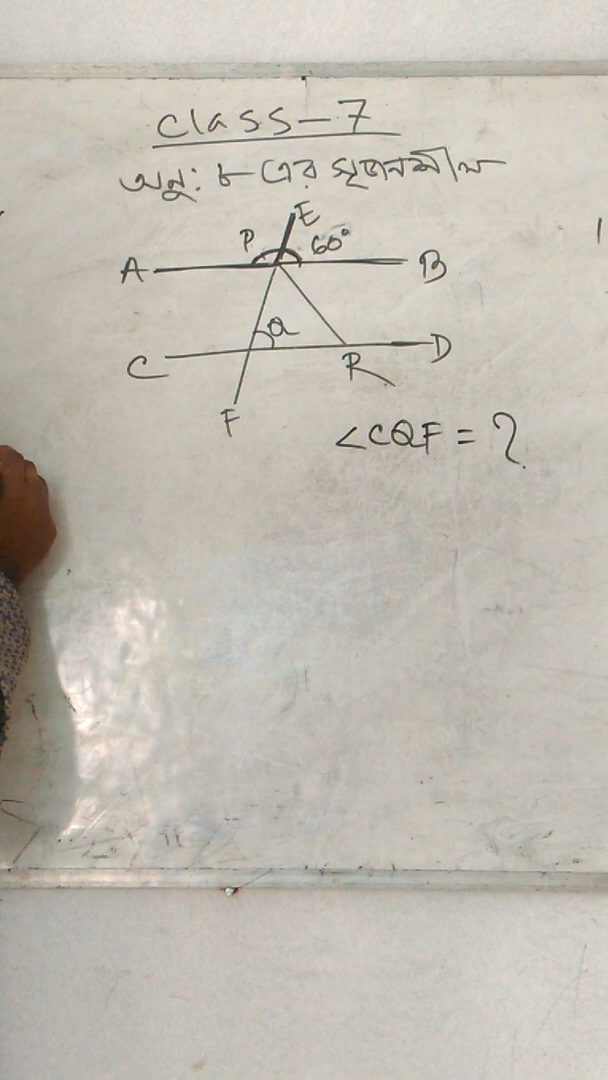 Class-7
অনু: ৮ এর সৃজনশীল
E
P 60°
A B
Q
C R D
F
<CQF = ?